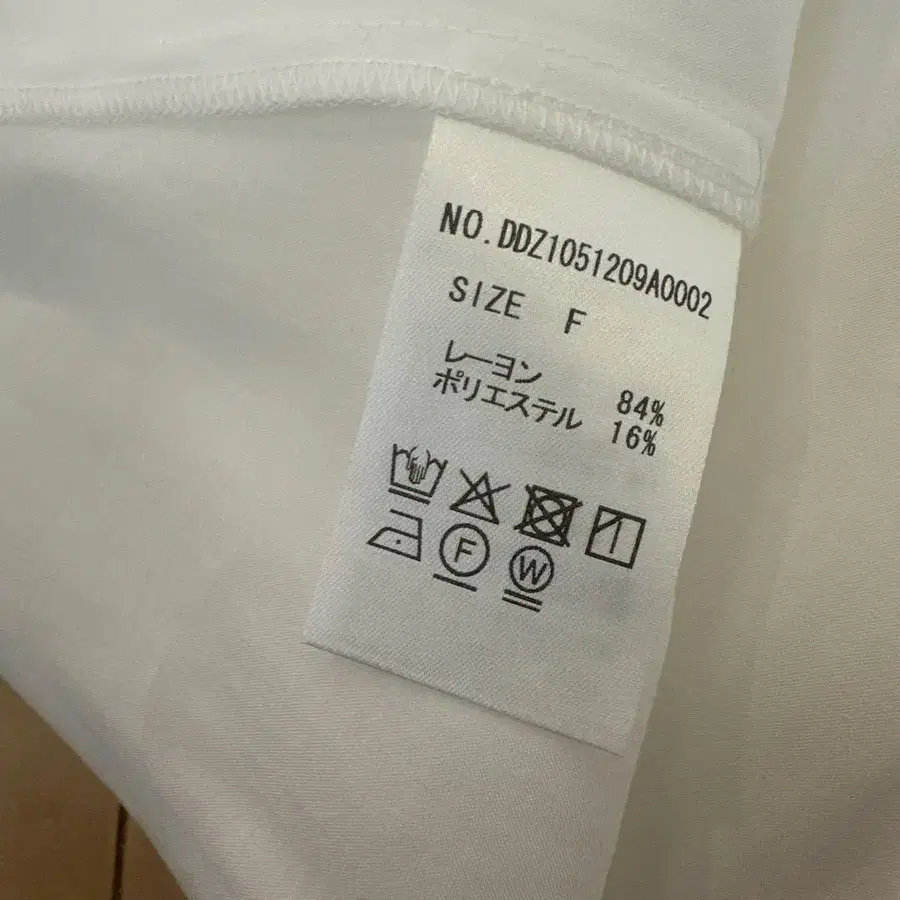 NO.DDZ1051209A0002
SIZE F
レーヨン 84%
ポリエステル 16%
F W